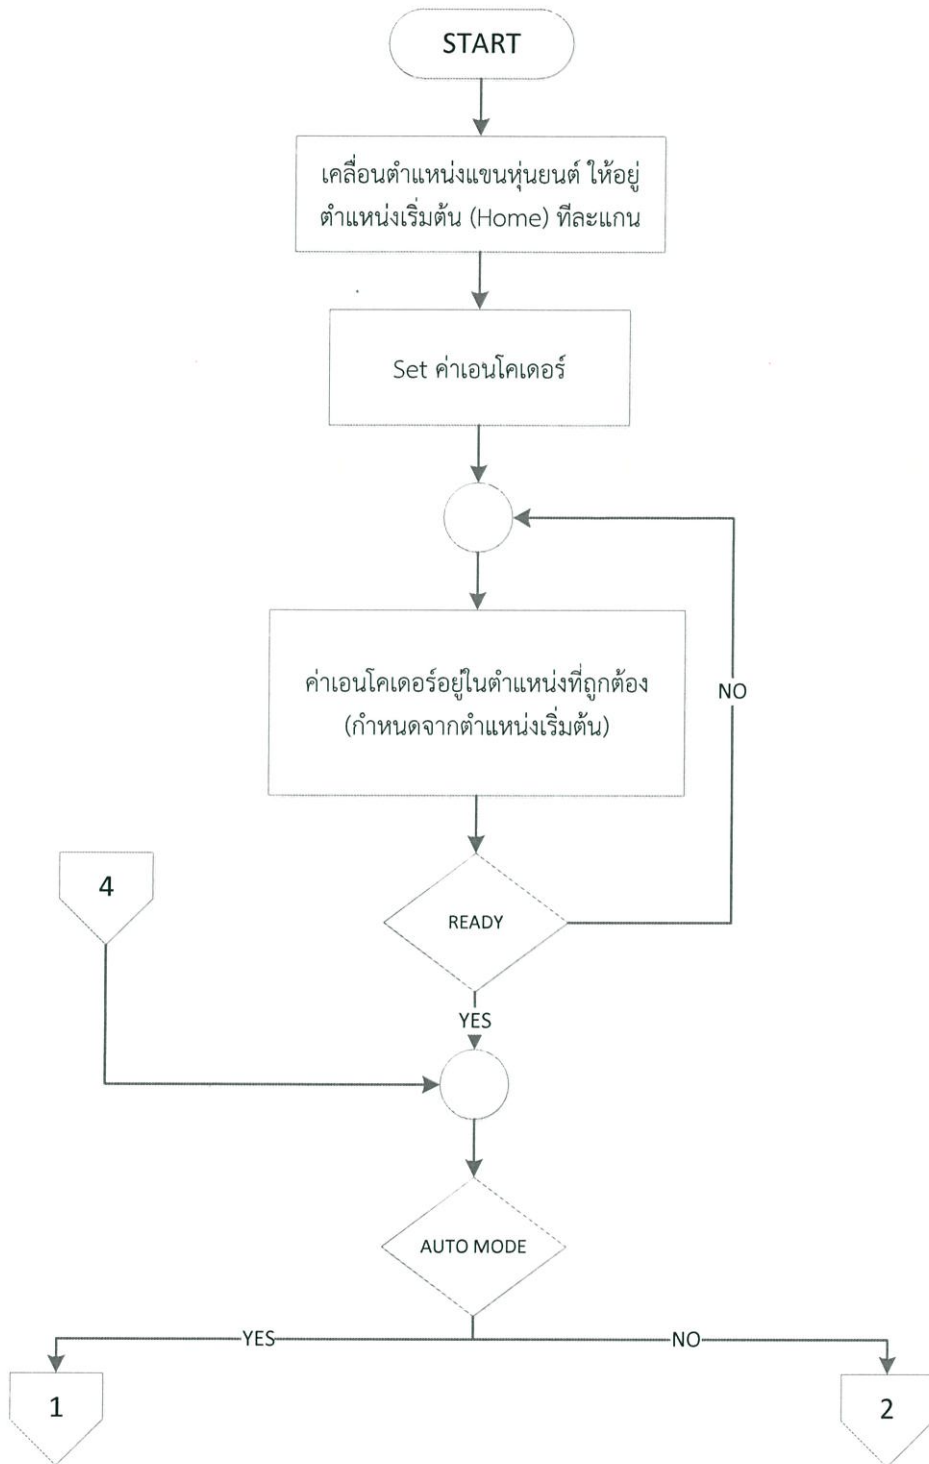 START
เคลื่อนตำแหน่งแขนหุ่นยนต์ ให้อยู่
ตำแหน่งเริ่มต้น (Home) ทีละแกน
Set ค่าเอนโคเดอร์
ค่าเอนโคเดอร์อยู่ในตำแหน่งที่ถูกต้อง
(กำหนดจากตำแหน่งเริ่มต้น)
NO
4
READY
YES
AUTO MODE
YES
NO
1
2